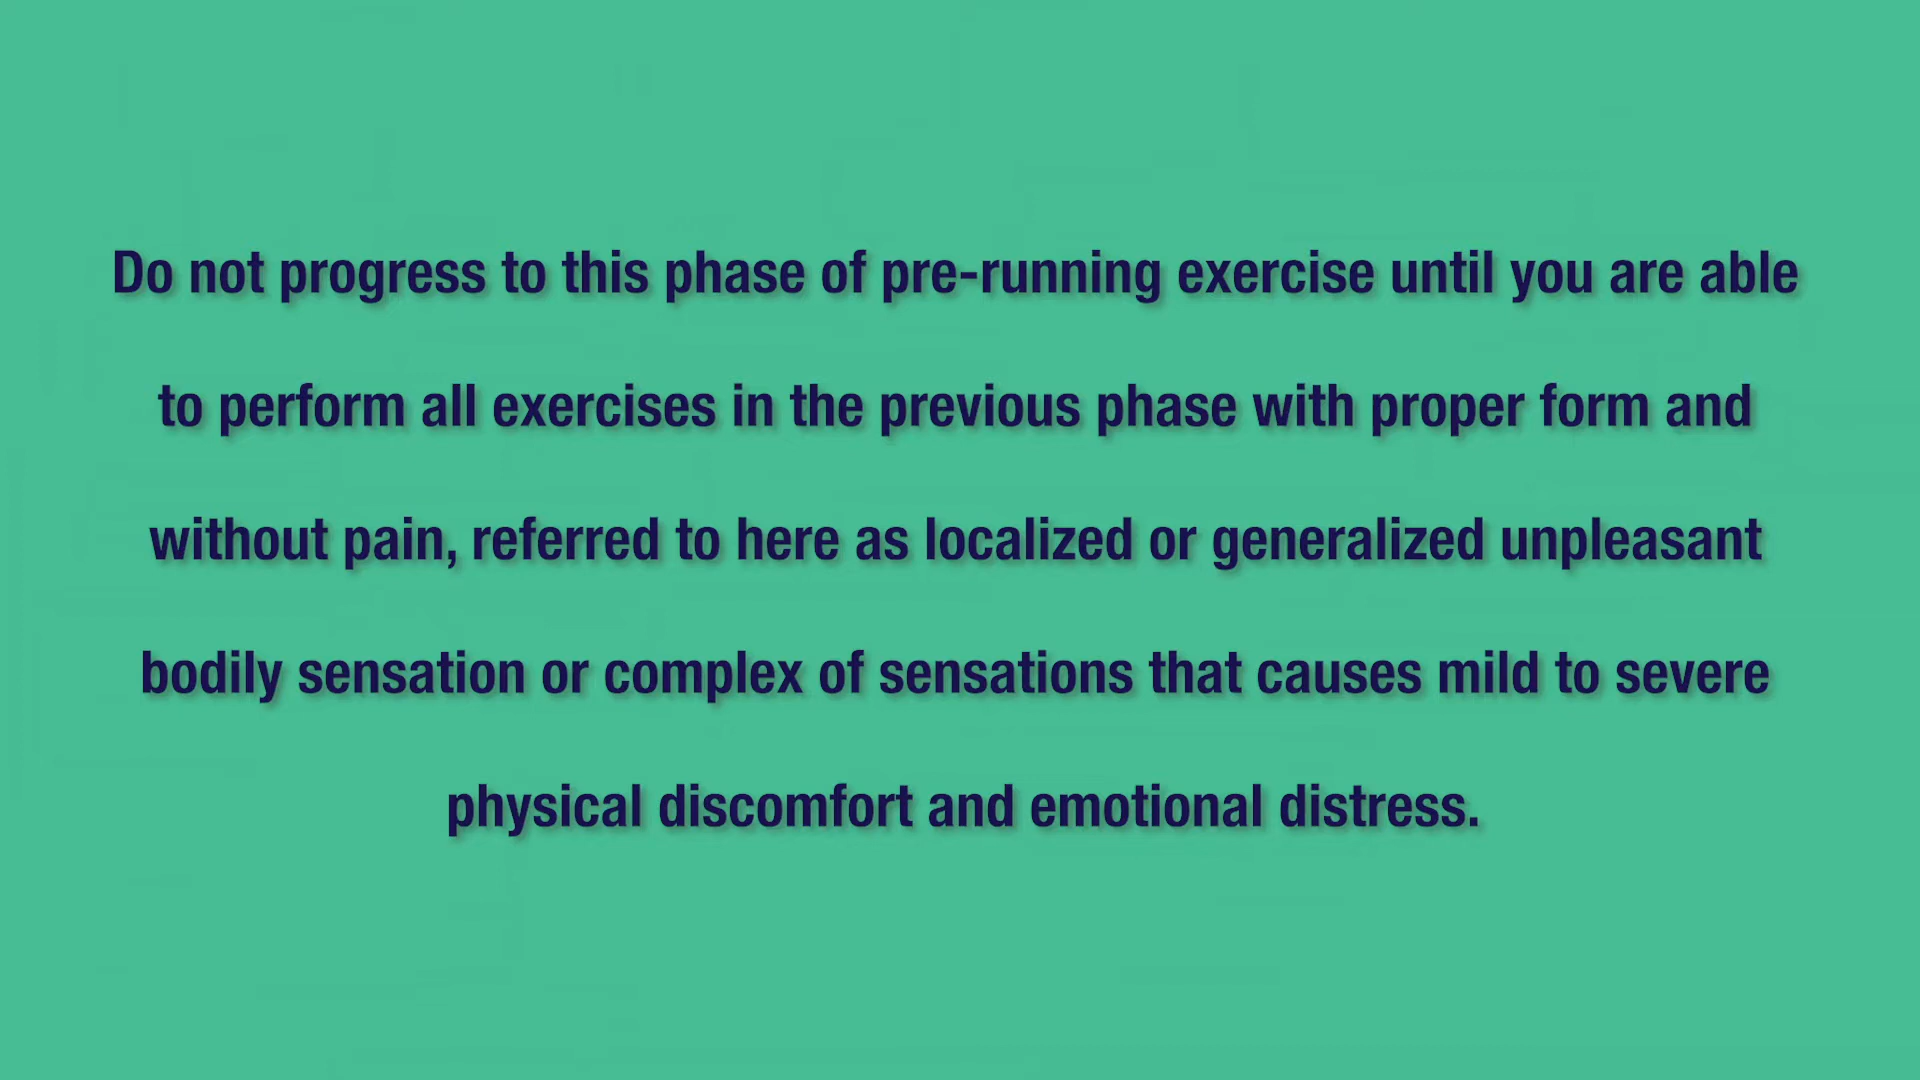 Do not progress to this phase of pre-running exercise until you are able
to perform all exercises in the previous phase with proper form and
without pain, referred to here as localized or generalized unpleasant
bodily sensation or complex of sensations that causes mild to severe
physical discomfort and emotional distress.